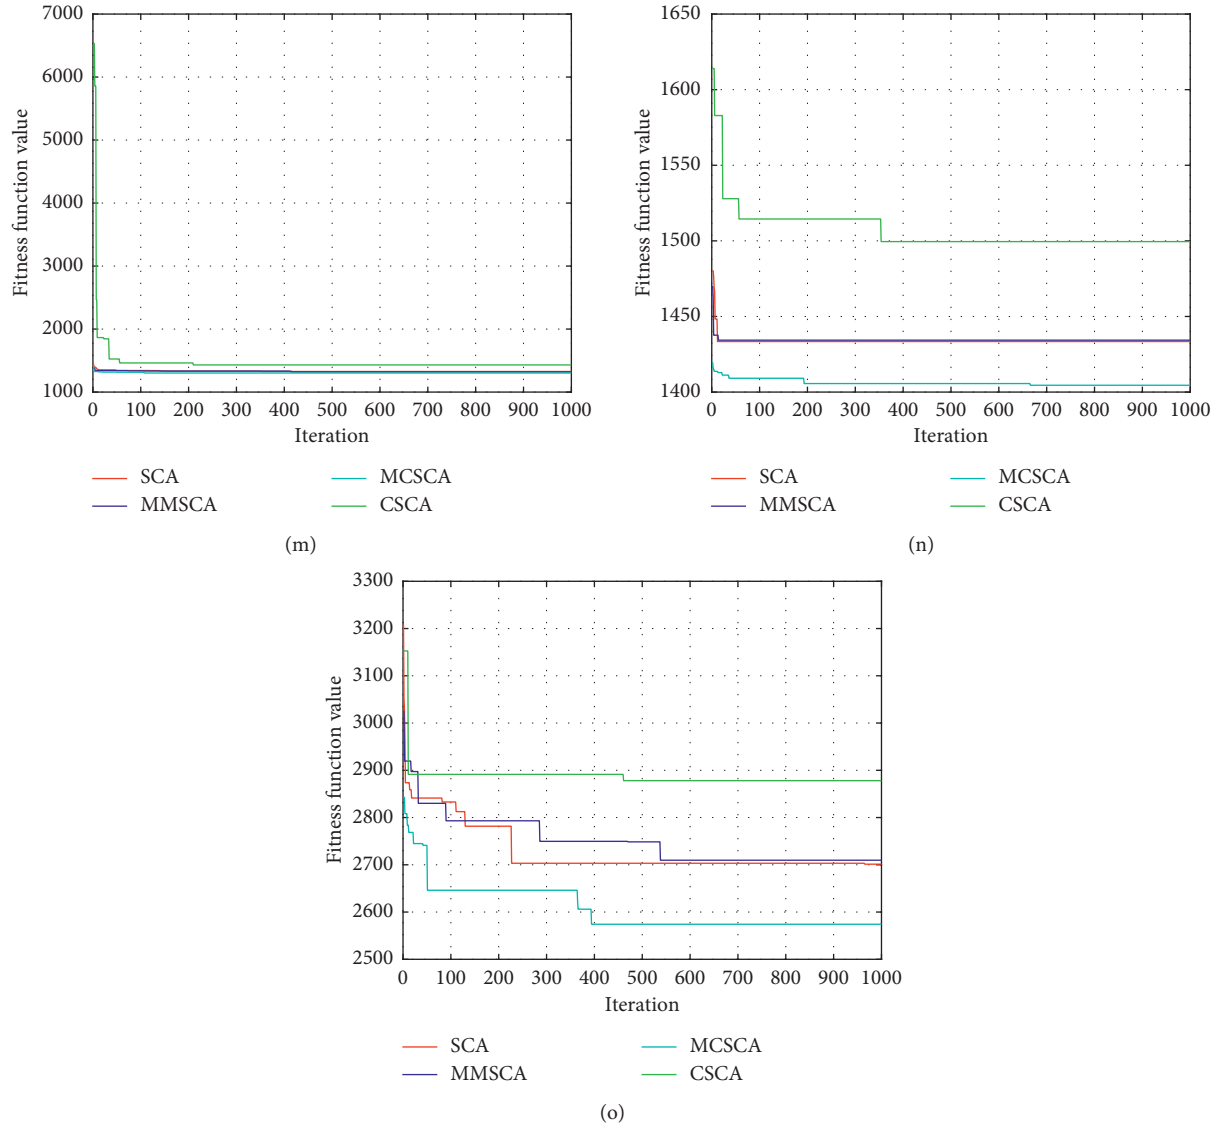 7000
6000
5000
4000
3000
2000
1000
Fitness function value
0 100 200 300 400 500 600 700 800 900 1000
Iteration
SCA MCSCA
MMSCA CSCA
(m)
1650
1600
1550
1500
1450
1400
Fitness function value
0 100 200 300 400 500 600 700 800 900 1000
Iteration
SCA MCSCA
MMSCA CSCA
(n)
3300
3200
3100
3000
2900
2800
2700
2600
2500
Fitness function value
0 100 200 300 400 500 600 700 800 900 1000
Iteration
SCA MCSCA
MMSCA CSCA
(o)